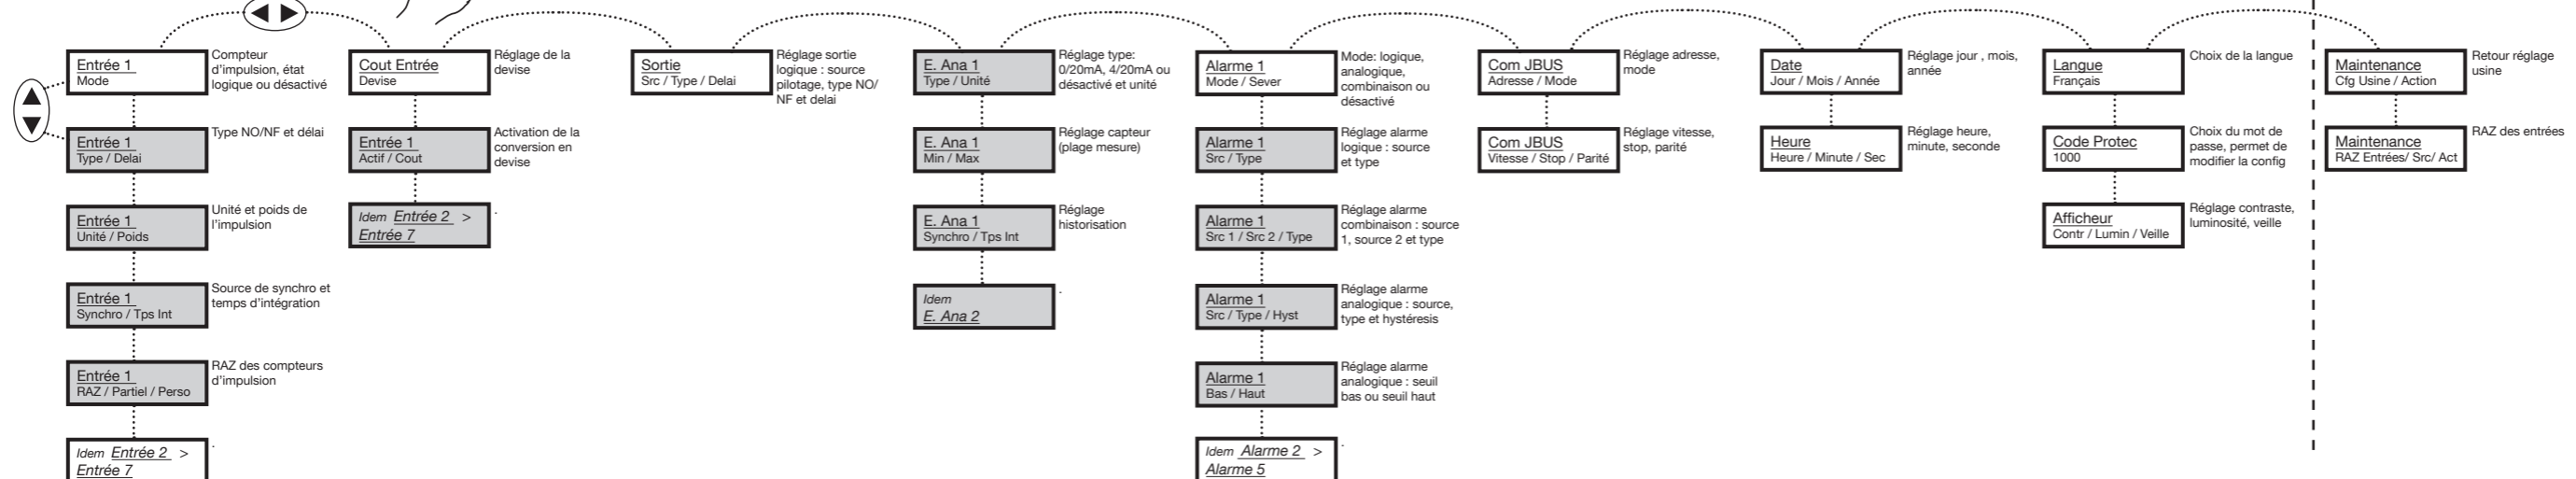 Entrée 1
Mode
Compteur
d'impulsion, état
logique ou désactivé
Entrée 1
Type / Delai
Type NO/NF et délai
Entrée 1
Unité / Poids
Unité et poids de
l'impulsion
Entrée 1
Synchro / Tps Int
Source de synchro et
temps d'intégration
Entrée 1
RAZ / Partiel / Perso
RAZ des compteurs
d'impulsion
Idem Entrée 2 >
Entrée 7
.
Cout Entrée
Devise
Réglage de la
devise
Entrée 1
Actif / Cout
Activation de la
conversion en
devise
Idem Entrée 2 >
Entrée 7
.
Sortie
Src / Type / Delai
Réglage sortie
logique : source
pilotage, type NO/
NF et delai
E. Ana 1
Type / Unité
Réglage type:
0/20mA, 4/20mA ou
désactivé et unité
E. Ana 1
Min / Max
Réglage capteur
(plage mesure)
E. Ana 1
Synchro / Tps Int
Réglage
historisation
Idem
E. Ana 2
.
Alarme 1
Mode / Sever
Mode: logique,
analogique,
combinaison ou
désactivé
Alarme 1
Src / Type
Réglage alarme
logique : source
et type
Alarme 1
Src 1 / Src 2 / Type
Réglage alarme
combinaison : source
1, source 2 et type
Alarme 1
Src / Type / Hyst
Réglage alarme
analogique : source,
type et hystéresis
Alarme 1
Bas / Haut
Réglage alarme
analogique : seuil
bas ou seuil haut
Idem Alarme 2 >
Alarme 5
.
Com JBUS
Adresse / Mode
Réglage adresse,
mode
Com JBUS
Vitesse / Stop / Parité
Réglage vitesse,
stop, parité
Date
Jour / Mois / Année
Réglage jour , mois,
année
Heure
Heure / Minute / Sec
Réglage heure,
minute, seconde
Langue
Français
Choix de la langue
Code Protec
1000
Choix du mot de
passe, permet de
modifier la config
Afficheur
Contr / Lumin / Veille
Réglage contraste,
luminosité, veille
Maintenance
Cfg Usine / Action
Retour réglage
usine
Maintenance
RAZ Entrées/ Src/ Act
RAZ des entrées